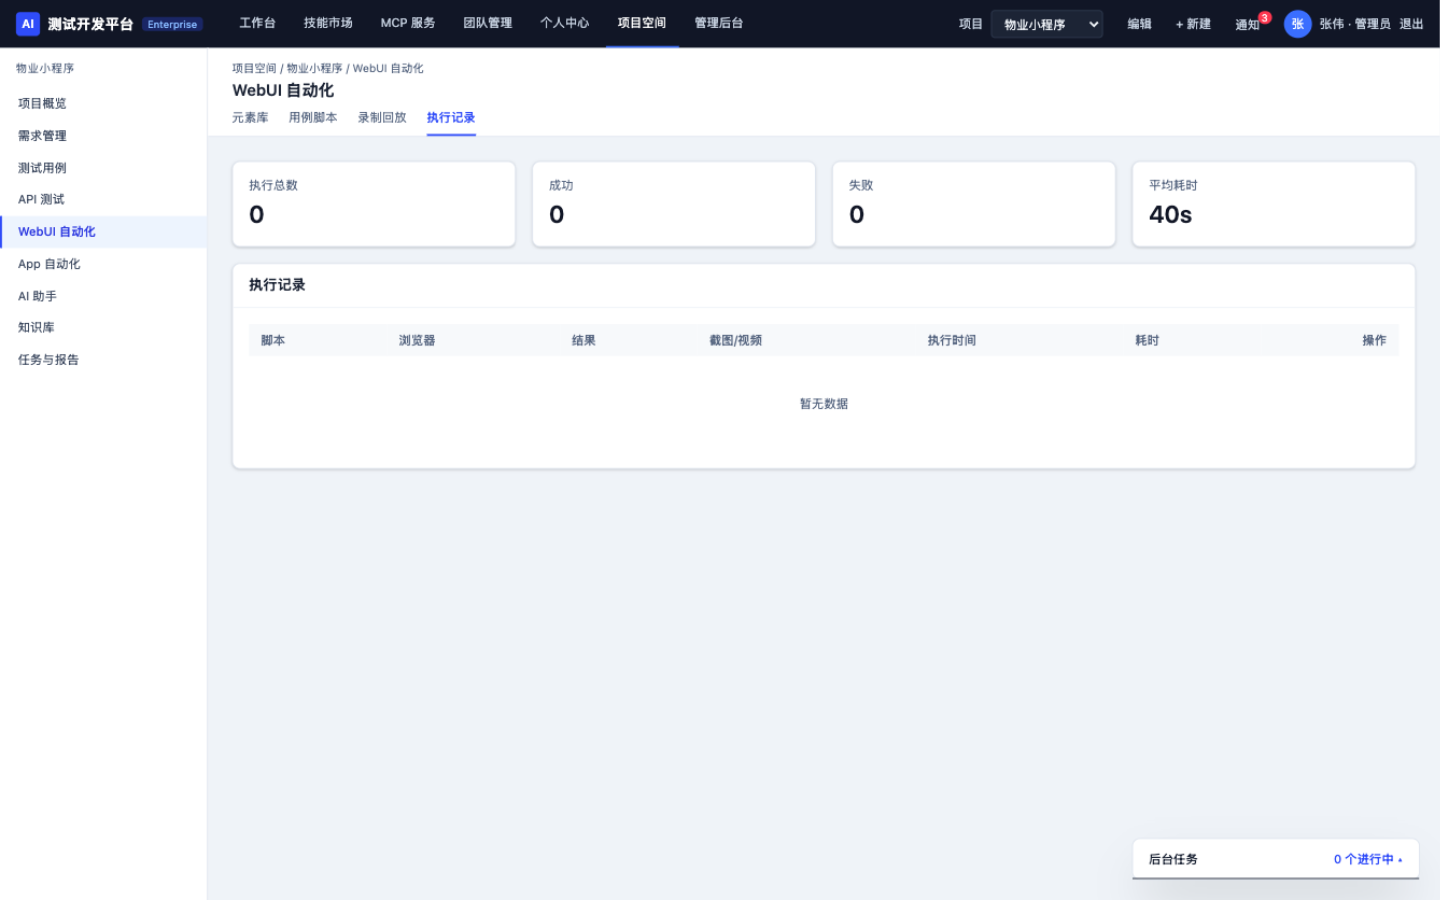 AI 测试开发平台 Enterprise 工作台 技能市场 MCP 服务 团队管理 个人中心 项目空间 管理后台 项目 物业小程序 编辑 + 新建 通知 3 张 张伟 · 管理员 退出
物业小程序
项目概览
需求管理
测试用例
API 测试
WebUI 自动化
App 自动化
AI 助手
知识库
任务与报告
项目空间 / 物业小程序 / WebUI 自动化
WebUI 自动化
元素库 用例脚本 录制回放 执行记录
执行总数 成功 失败 平均耗时
0 0 0 40s
执行记录
脚本 浏览器 结果 截图/视频 执行时间 耗时 操作
暂无数据
后台任务 0 个进行中